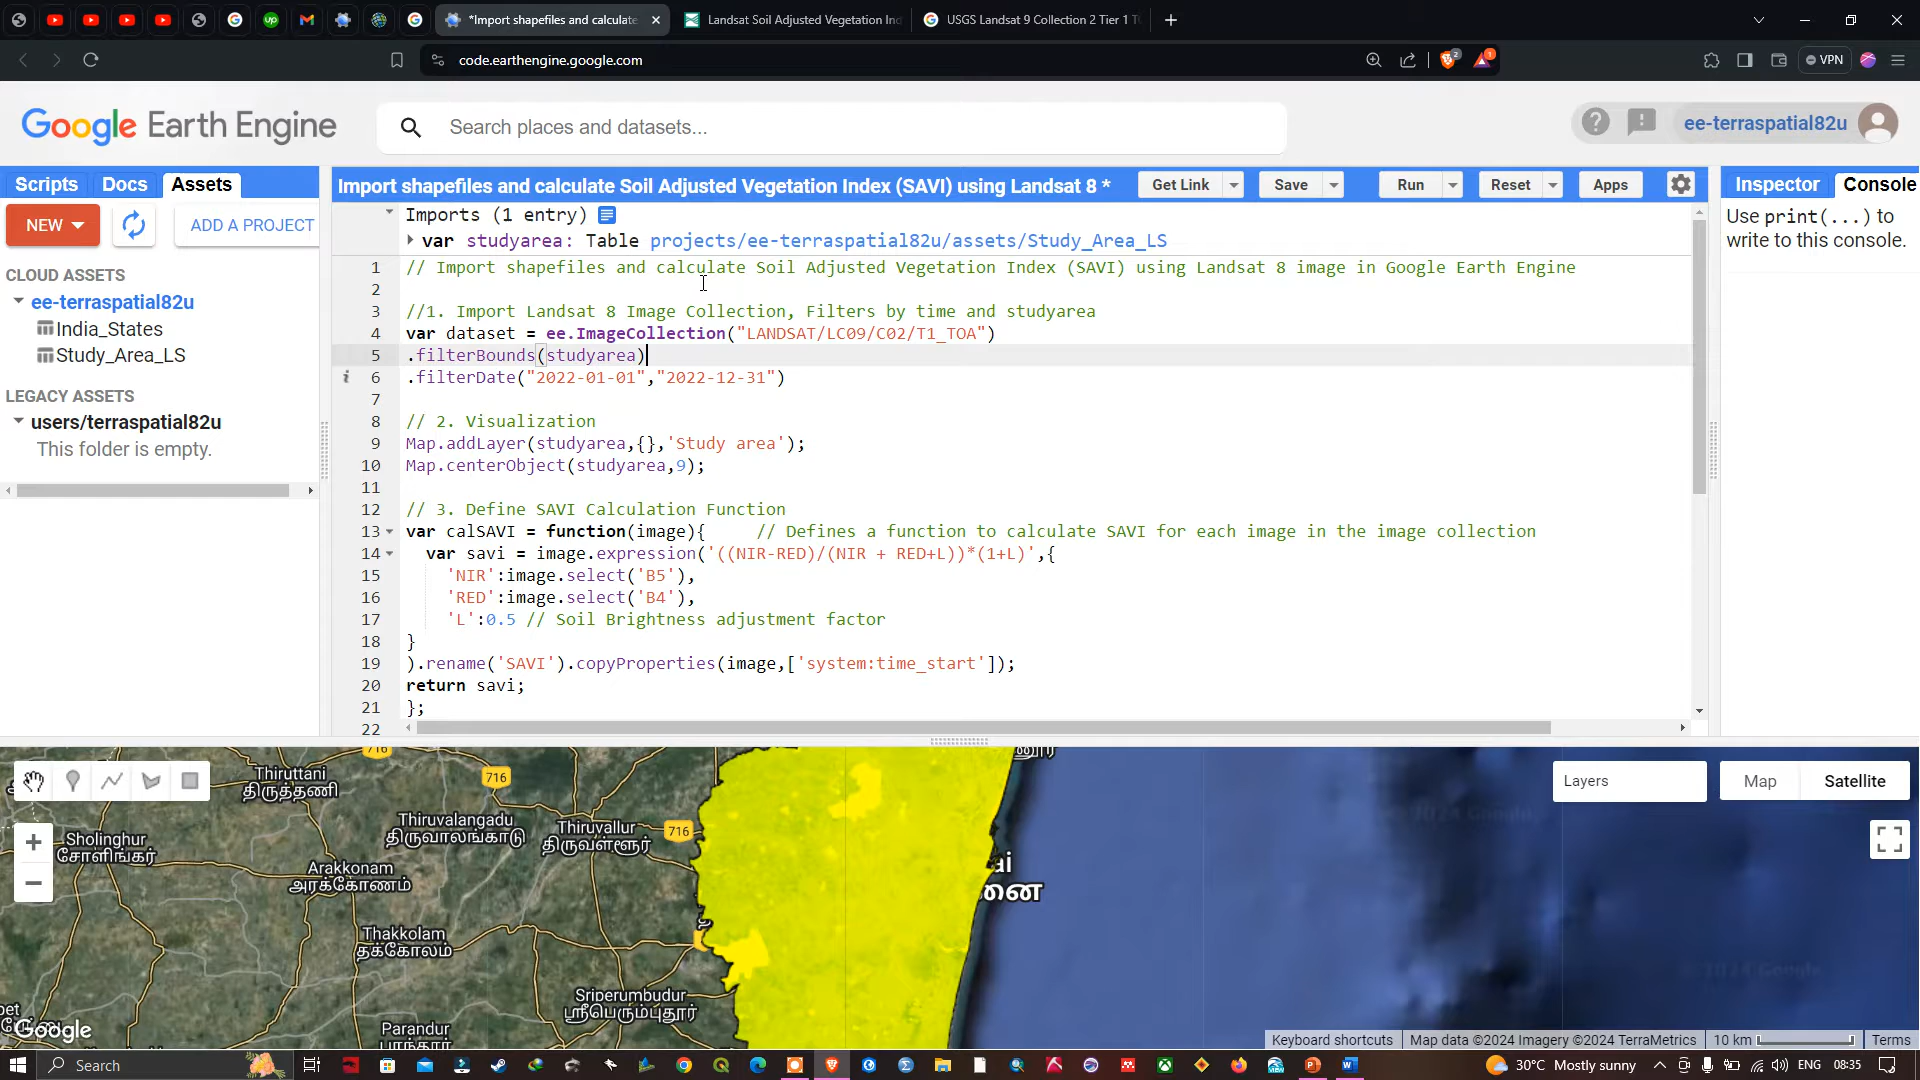 *Import shapefiles and calculate
Landsat Soil Adjusted Vegetation Ind
USGS Landsat 9 Collection 2 Tier 1 T
code.earthengine.google.com
2
1
VPN
Google Earth Engine
Search places and datasets...
ee-terraspatial82u
Scripts
Docs
Assets
NEW
ADD A PROJECT
CLOUD ASSETS
ee-terraspatial82u
India_States
Study_Area_LS
LEGACY ASSETS
users/terraspatial82u
This folder is empty.
Import shapefiles and calculate Soil Adjusted Vegetation Index (SAVI) using Landsat 8 *
Get Link
Save
Run
Reset
Apps
Imports (1 entry)
var studyarea: Table projects/ee-terraspatial82u/assets/Study_Area_LS
1 // Import shapefiles and calculate Soil Adjusted Vegetation Index (SAVI) using Landsat 8 image in Google Earth Engine
2
3 //1. Import Landsat 8 Image Collection, Filters by time and studyarea
4 var dataset = ee.ImageCollection("LANDSAT/LC09/C02/T1_TOA")
5 .filterBounds(studyarea)
i 6 .filterDate("2022-01-01","2022-12-31")
7
8 // 2. Visualization
9 Map.addLayer(studyarea,{},'Study area');
10 Map.centerObject(studyarea,9);
11
12 // 3. Define SAVI Calculation Function
13 var calSAVI = function(image){ // Defines a function to calculate SAVI for each image in the image collection
14 var savi = image.expression('((NIR-RED)/(NIR + RED+L))*(1+L)',{
15 'NIR':image.select('B5'),
16 'RED':image.select('B4'),
17 'L':0.5 // Soil Brightness adjustment factor
18 }
19 ).rename('SAVI').copyProperties(image,['system:time_start']);
20 return savi;
21 };
22
Inspector
Console
Use print(...) to
write to this console.
716
Thiruttani
திருத்தணி
716
Sholinghur
சோளிங்கர்
Thiruvalangadu
திருவாலங்காடு
Thiruvallur
திருவள்ளூர்
716
Arakkonam
அரக்கோணம்
Thakkolam
தக்கோலம்
Sriperumbudur
ஸ்ரீபெரும்புதூர்
Parandur
பரந்தூர்
Layers
Map
Satellite
Google
Keyboard shortcuts
Map data ©2024 Imagery ©2024 TerraMetrics
10 km
Terms
Search
30°C Mostly sunny
ENG
08:35